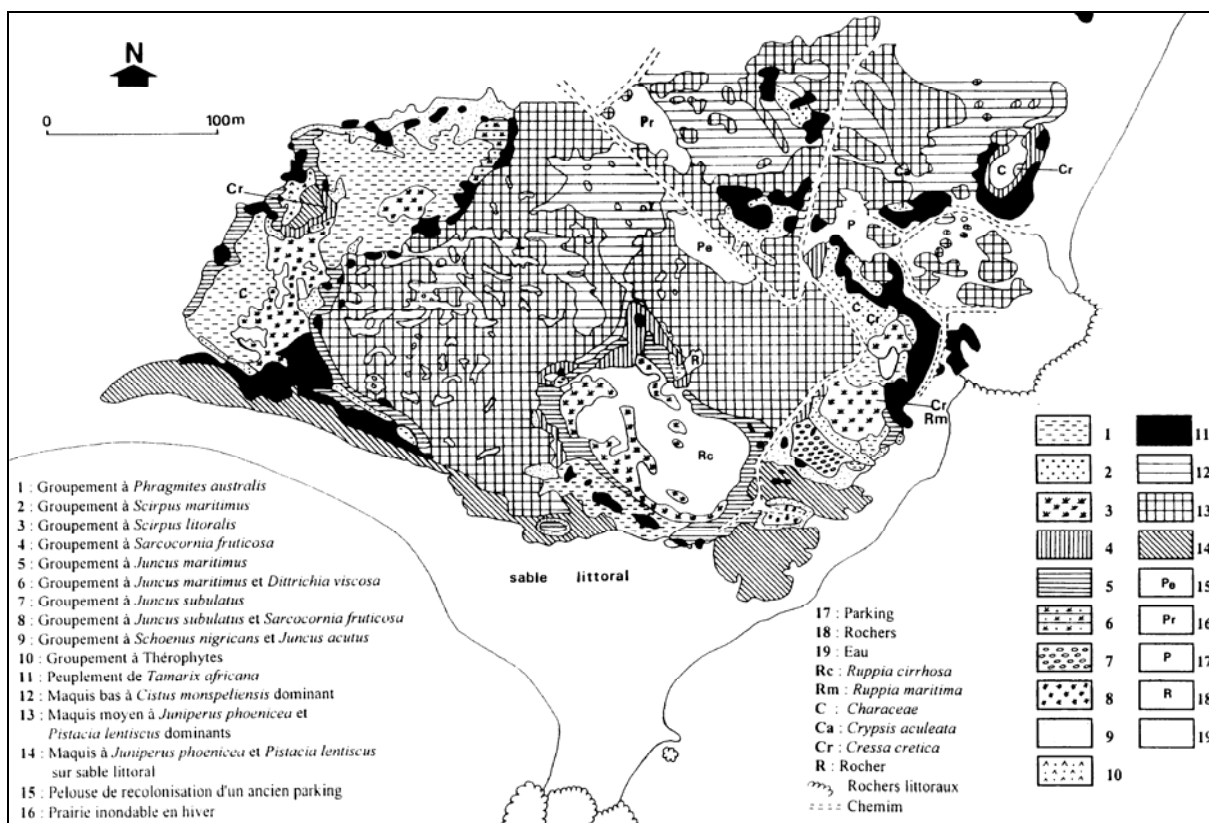 N
0 100 m
Cr
C
Pr
Pe
Ca
C
Cr
P
C
Cr
R
Rc
Cr
Rm
sable littoral
1 : Groupement à Phragmites australis
2 : Groupement à Scirpus maritimus
3 : Groupement à Scirpus litoralis
4 : Groupement à Sarcocornia fruticosa
5 : Groupement à Juncus maritimus
6 : Groupement à Juncus maritimus et Dittrichia viscosa
7 : Groupement à Juncus subulatus
8 : Groupement à Juncus subulatus et Sarcocornia fruticosa
9 : Groupement à Schoenus nigricans et Juncus acutus
10 : Groupement à Thérophytes
11 : Peuplement de Tamarix africana
12 : Maquis bas à Cistus monspeliensis dominant
13 : Maquis moyen à Juniperus phoenicea et
Pistacia lentiscus dominants
14 : Maquis à Juniperus phoenicea et Pistacia lentiscus
sur sable littoral
15 : Pelouse de recolonisation d'un ancien parking
16 : Prairie inondable en hiver
17 : Parking
18 : Rochers
19 : Eau
Rc : Ruppia cirrhosa
Rm : Ruppia maritima
C : Characeae
Ca : Crypsis aculeata
Cr : Cressa cretica
R : Rocher
Rochers littoraux
Chemim
1
2
3
4
5
6
7
8
9
10
11
12
13
14
Pe 15
Pr 16
P 17
R 18
19